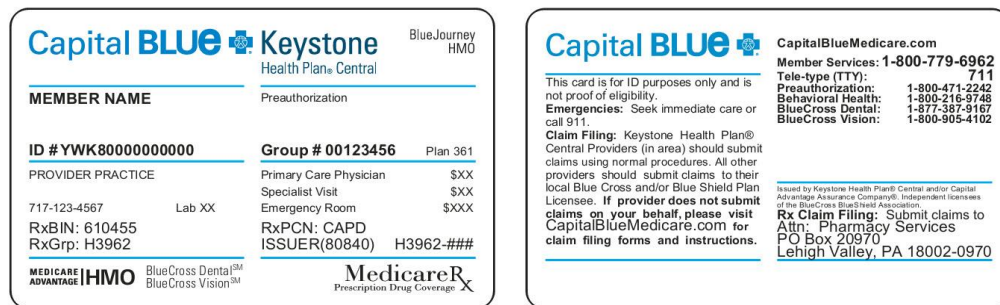 Capital BLUE Keystone
Health Plan® Central
BlueJourney
HMO
MEMBER NAME
Preauthorization
ID # YWK80000000000
Group # 00123456 Plan 361
PROVIDER PRACTICE
717-123-4567 Lab XX
RxBIN: 610455
RxGrp: H3962
Primary Care Physician $XX
Specialist Visit $XX
Emergency Room $XXX
RxPCN: CAPD
ISSUER(80840) H3962-###
MEDICARE
ADVANTAGE HMO
BlueCross Dental℠
BlueCross Vision℠
MedicareRx
Prescription Drug Coverage
Capital BLUE
This card is for ID purposes only and is
not proof of eligibility.
Emergencies: Seek immediate care or
call 911.
Claim Filing: Keystone Health Plan®
Central Providers (in area) should submit
claims using normal procedures. All other
providers should submit claims to their
local Blue Cross and/or Blue Shield Plan
Licensee. If provider does not submit
claims on your behalf, please visit
CapitalBlueMedicare.com for
claim filing forms and instructions.
CapitalBlueMedicare.com
Member Services: 1-800-779-6962
Tele-type (TTY): 711
Preauthorization: 1-800-471-2242
Behavioral Health: 1-800-216-9748
BlueCross Dental: 1-877-387-9167
BlueCross Vision: 1-800-905-4102
Issued by Keystone Health Plan® Central and/or Capital
Advantage Assurance Company®. Independent licensees
of the BlueCross BlueShield Association.
Rx Claim Filing: Submit claims to
Attn: Pharmacy Services
PO Box 20970
Lehigh Valley, PA 18002-0970